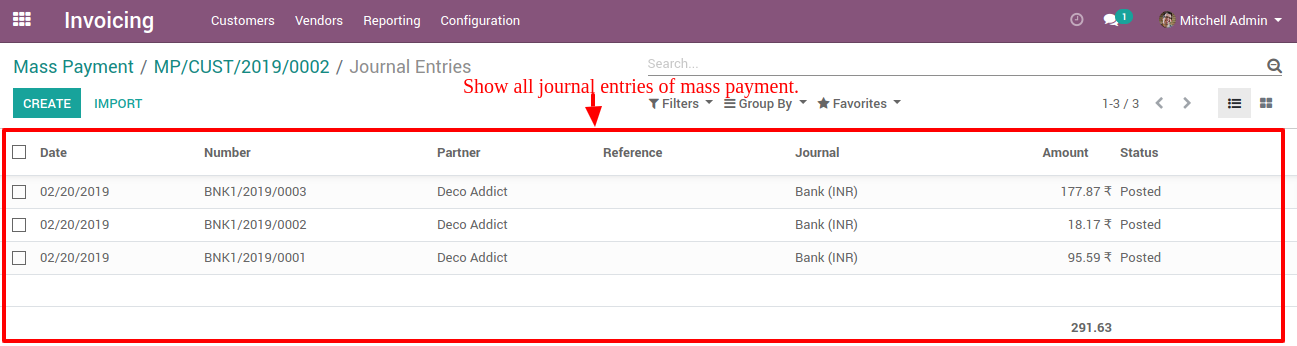 Invoicing Customers Vendors Reporting Configuration 1 Mitchell Admin
Mass Payment / MP/CUST/2019/0002 / Journal Entries Search...
Show all journal entries of mass payment.
CREATE IMPORT Filters Group By Favorites 1-3 / 3
Date Number Partner Reference Journal Amount Status
02/20/2019 BNK1/2019/0003 Deco Addict Bank (INR) 177.87 ₹ Posted
02/20/2019 BNK1/2019/0002 Deco Addict Bank (INR) 18.17 ₹ Posted
02/20/2019 BNK1/2019/0001 Deco Addict Bank (INR) 95.59 ₹ Posted
291.63